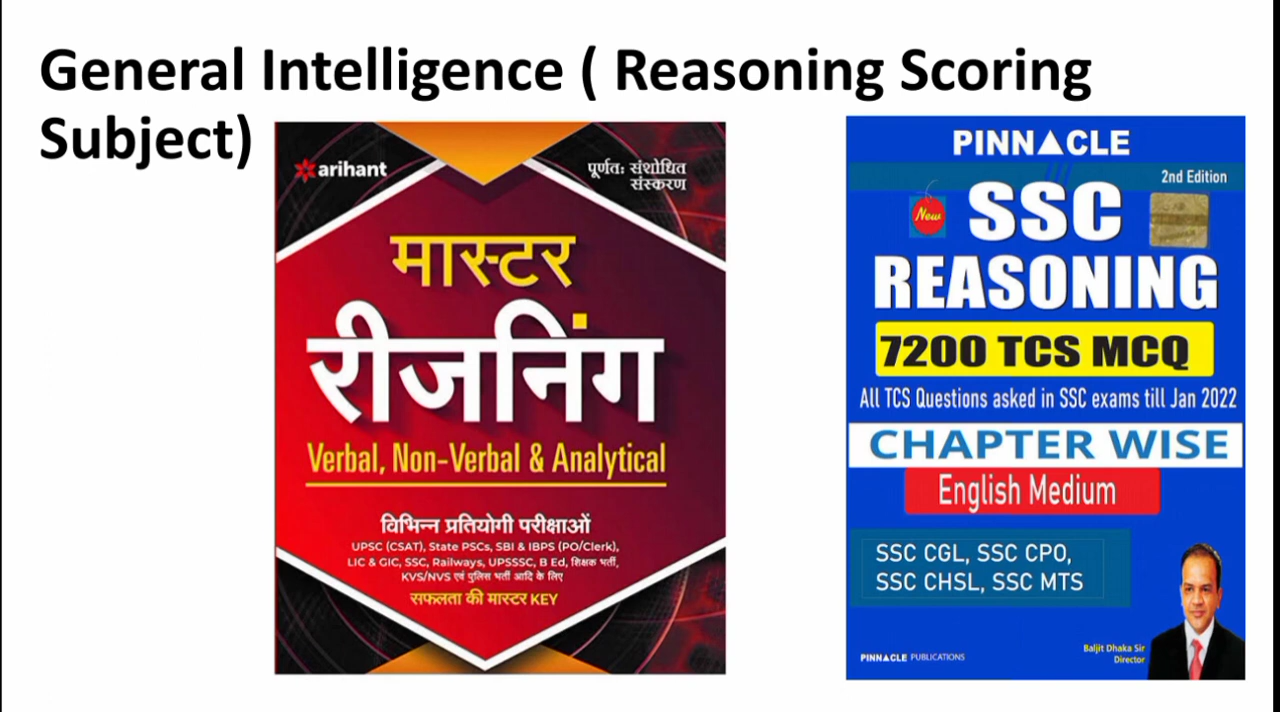 General Intelligence ( Reasoning Scoring
Subject)
arihant
पूर्णतः संशोधित
संस्करण
मास्टर
रीजनिंग
Verbal, Non-Verbal & Analytical
विभिन्न प्रतियोगी परीक्षाओं
UPSC (CSAT), State PSCs, SBI & IBPS (PO/Clerk),
LIC & GIC, SSC, Railways, UPSSSC, B Ed, शिक्षक भर्ती,
KVS/NVS एवं पुलिस भर्ती आदि के लिए
सफलता की मास्टर KEY
PINNACLE
2nd Edition
New
SSC
REASONING
7200 TCS MCQ
All TCS Questions asked in SSC exams till Jan 2022
CHAPTER WISE
English Medium
SSC CGL, SSC CPO,
SSC CHSL, SSC MTS
Baljit Dhaka Sir
Director
PINNACLE PUBLICATIONS